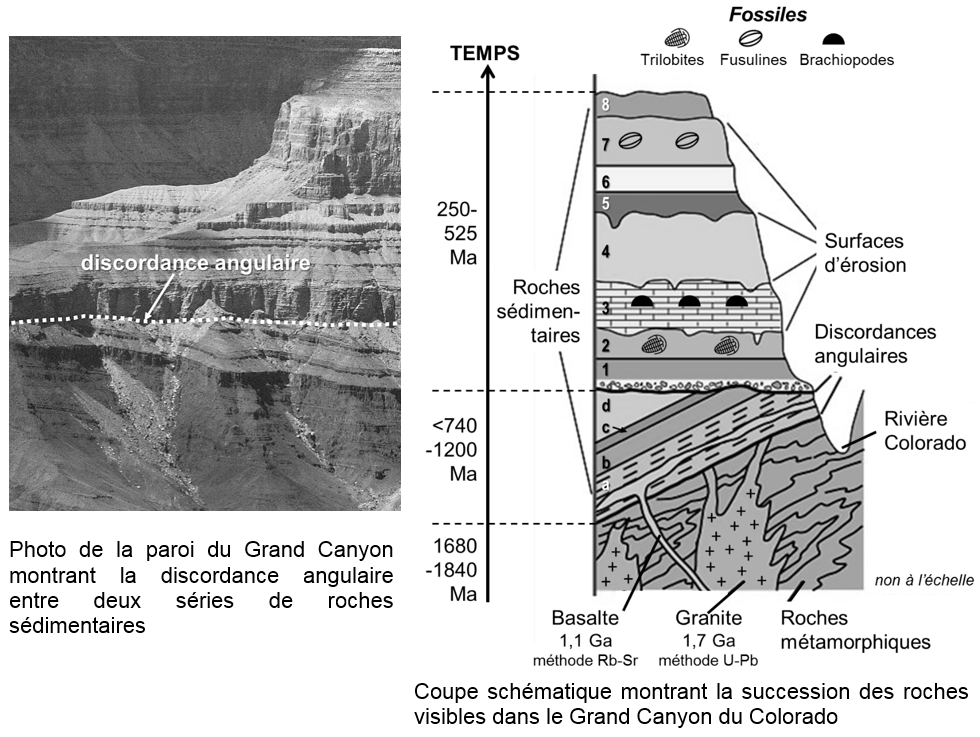 Fossiles
Trilobites Fusulines Brachiopodes
TEMPS
discordance angulaire
8
7
6
5
4
3
2
1
d
c
b
a
250-
525
Ma
<740
-1200
Ma
1680
-1840
Ma
Roches
sédimen-
taires
Surfaces
d'érosion
Discordances
angulaires
Rivière
Colorado
non à l'échelle
Basalte
1,1 Ga
méthode Rb-Sr
Granite
1,7 Ga
méthode U-Pb
Roches
métamorphiques
Photo de la paroi du Grand Canyon
montrant la discordance angulaire
entre deux séries de roches
sédimentaires
Coupe schématique montrant la succession des roches
visibles dans le Grand Canyon du Colorado